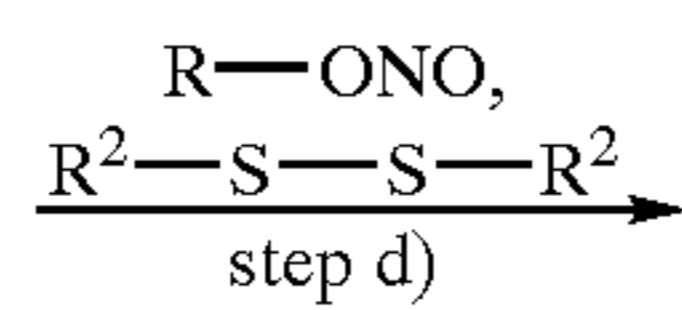 R—ONO,
R²—S—S—R²
step d)